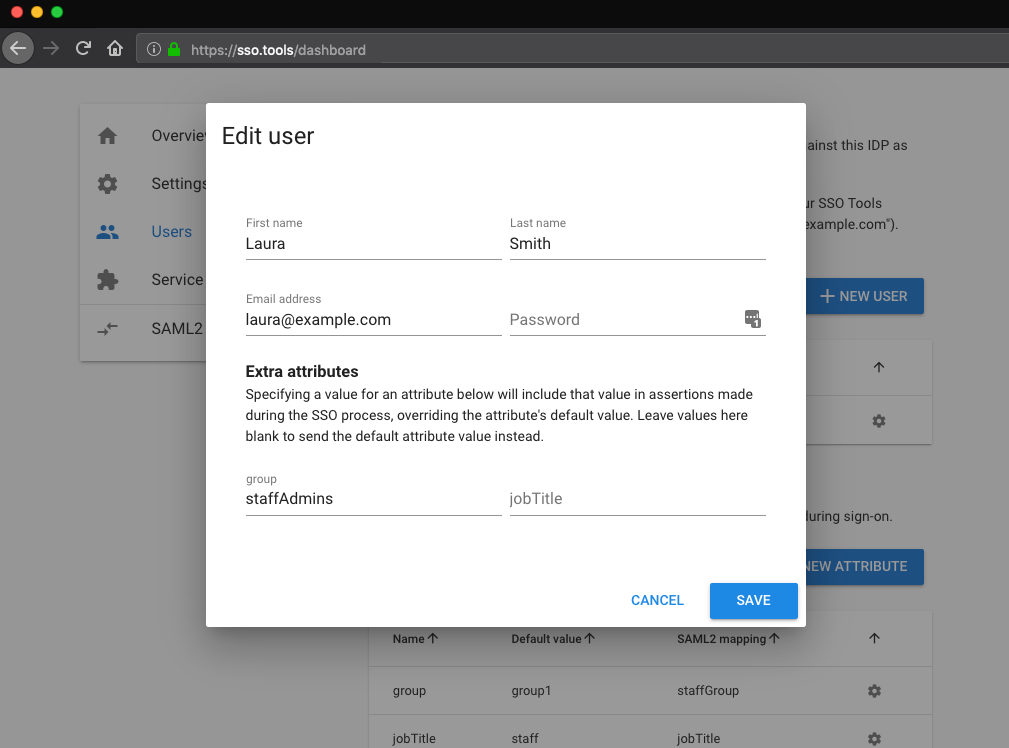 https://sso.tools/dashboard
Edit user
Overvie
Settings
Users
Service
SAML2
ainst this IDP as
ur SSO Tools
example.com").
NEW USER
First name
Laura
Last name
Smith
Email address
laura@example.com
Password
1
Extra attributes
Specifying a value for an attribute below will include that value in assertions made
during the SSO process, overriding the attribute's default value. Leave values here
blank to send the default attribute value instead.
group
staffAdmins
jobTitle
during sign-on.
NEW ATTRIBUTE
CANCEL
SAVE
Name Default value SAML2 mapping
group group1 staffGroup
jobTitle staff jobTitle